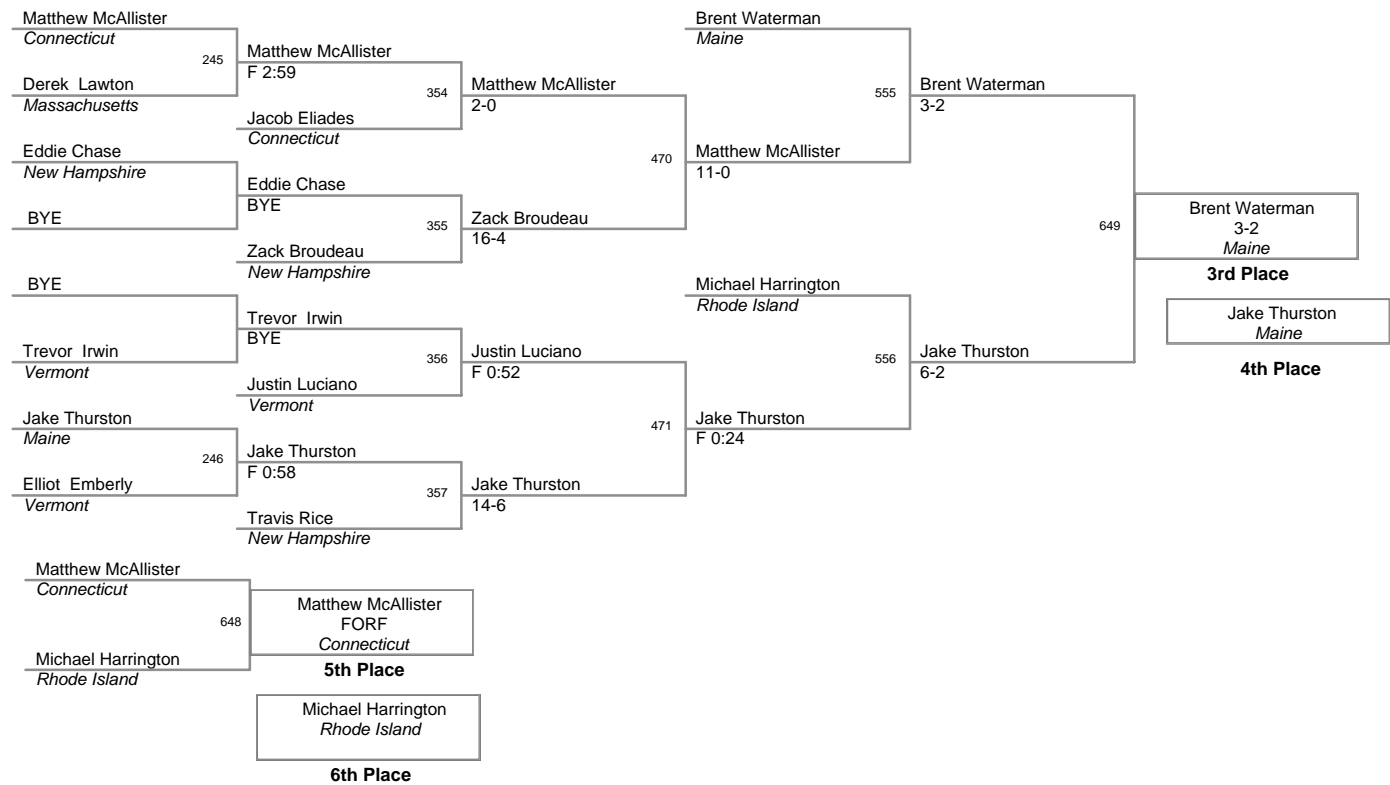 Matthew McAllister
Connecticut
245
Derek Lawton
Massachusetts
Eddie Chase
New Hampshire
BYE
BYE
Trevor Irwin
Vermont
Jake Thurston
Maine
246
Elliot Emberly
Vermont
Matthew McAllister
F 2:59
354
Jacob Eliades
Connecticut
Eddie Chase
BYE
355
Zack Broudeau
New Hampshire
Trevor Irwin
BYE
356
Justin Luciano
Vermont
Jake Thurston
F 0:58
357
Travis Rice
New Hampshire
Matthew McAllister
2-0
470
Zack Broudeau
16-4
Justin Luciano
F 0:52
471
Jake Thurston
14-6
Brent Waterman
Maine
555
Matthew McAllister
11-0
Michael Harrington
Rhode Island
556
Jake Thurston
F 0:24
Brent Waterman
3-2
649
Jake Thurston
6-2
Brent Waterman
3-2
Maine
3rd Place
Jake Thurston
Maine
4th Place
Matthew McAllister
Connecticut
648
Michael Harrington
Rhode Island
Matthew McAllister
FORF
Connecticut
5th Place
Michael Harrington
Rhode Island
6th Place